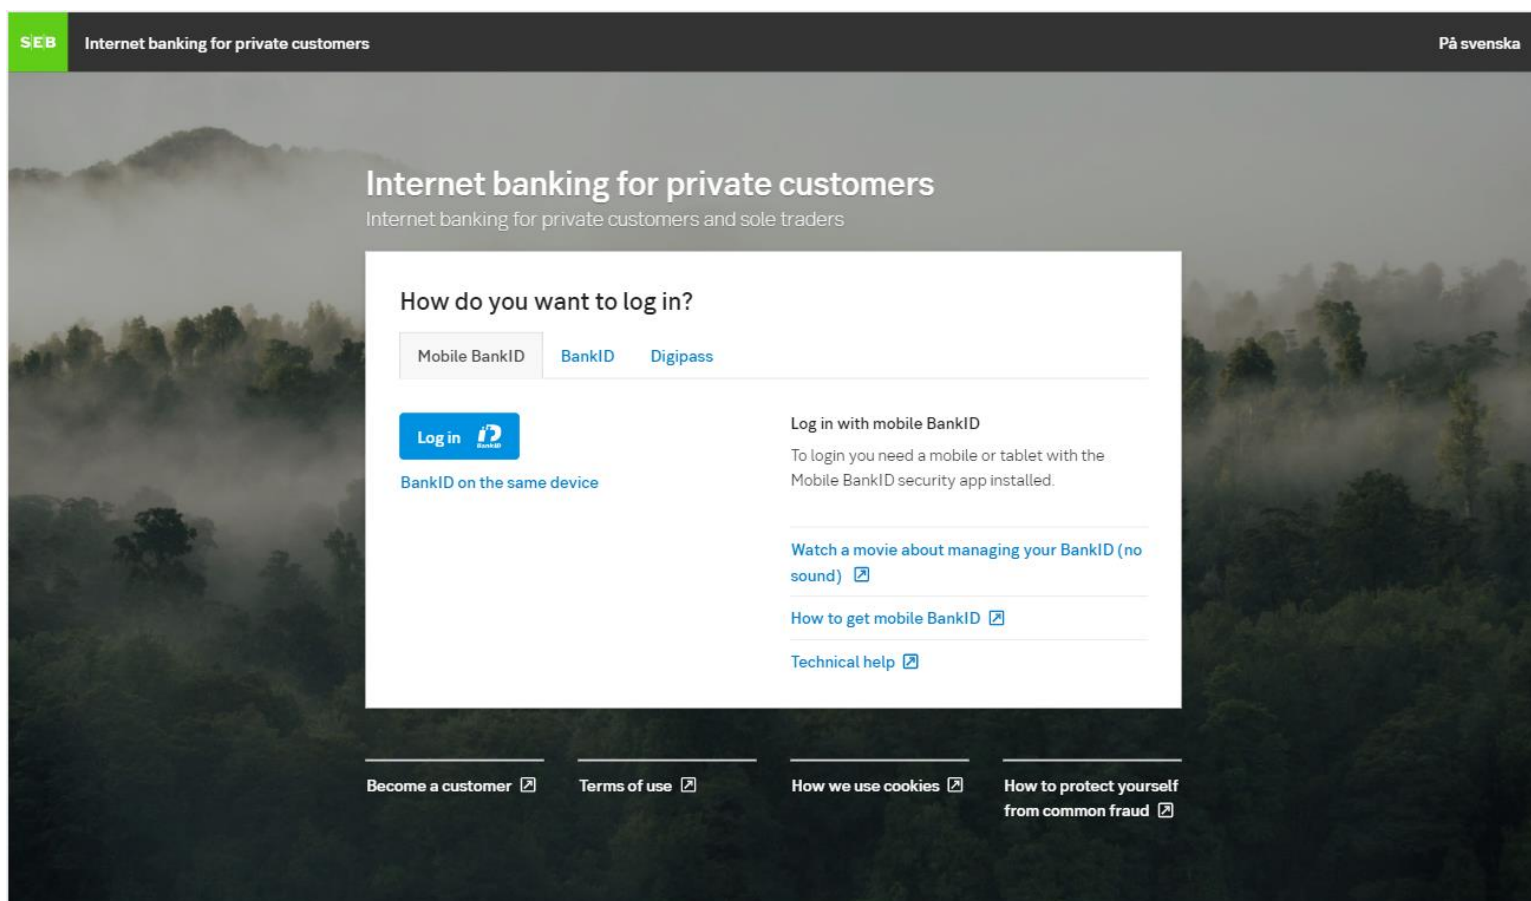 SEB Internet banking for private customers På svenska
Internet banking for private customers
Internet banking for private customers and sole traders
How do you want to log in?
Mobile BankID BankID Digipass
Log in BankID
BankID on the same device
Log in with mobile BankID
To login you need a mobile or tablet with the
Mobile BankID security app installed.
Watch a movie about managing your BankID (no
sound)
How to get mobile BankID
Technical help
Become a customer
Terms of use
How we use cookies
How to protect yourself
from common fraud